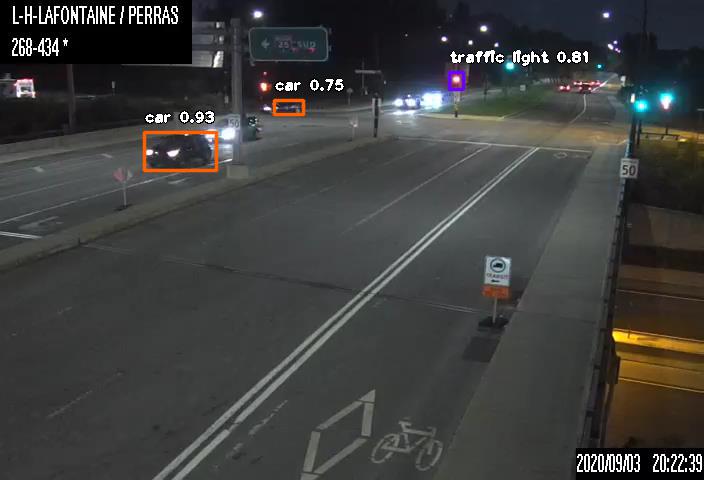 L-H-LAFONTAINE / PERRAS
268-434 *
25 SUD
traffic light 0.81
car 0.75
car 0.93
50
50
TRANSIT
2020/09/03 20:22:39